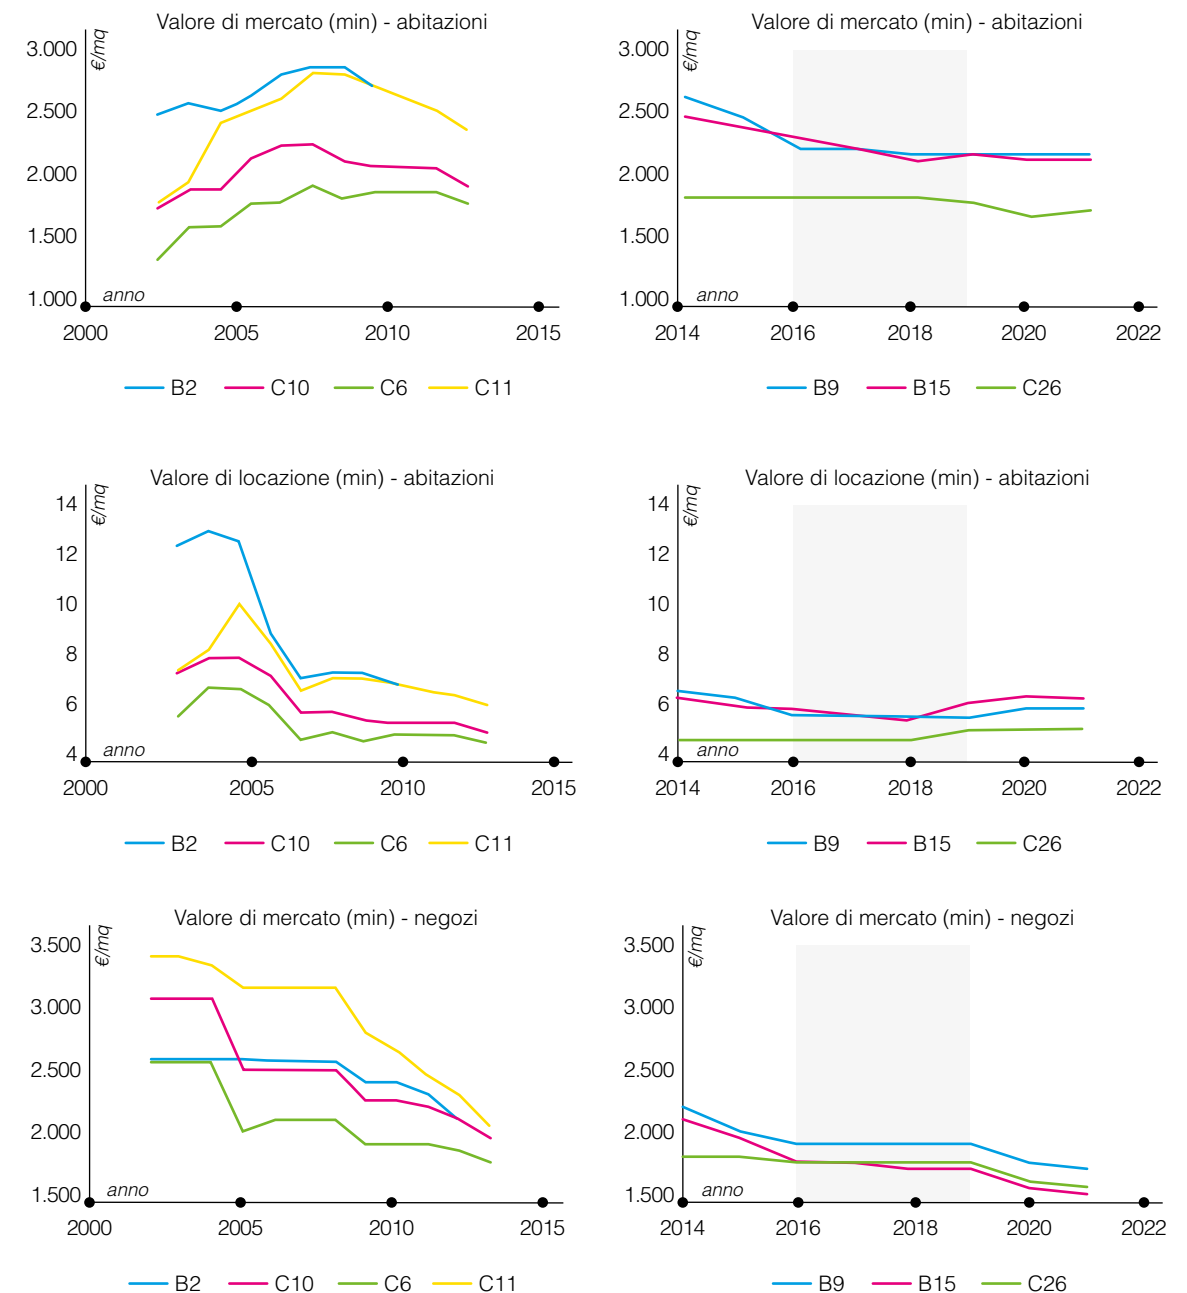 Valore di mercato (min) - abitazioni
€/mq
3.000
2.500
2.000
1.500
1.000
anno
2000 2005 2010 2015
B2 C10 C6 C11
Valore di mercato (min) - abitazioni
€/mq
3.000
2.500
2.000
1.500
1.000
anno
2014 2016 2018 2020 2022
B9 B15 C26
Valore di locazione (min) - abitazioni
€/mq
14
12
10
8
6
4
anno
2000 2005 2010 2015
B2 C10 C6 C11
Valore di locazione (min) - abitazioni
€/mq
14
12
10
8
6
4
anno
2014 2016 2018 2020 2022
B9 B15 C26
Valore di mercato (min) - negozi
€/mq
3.500
3.000
2.500
2.000
1.500
anno
2000 2005 2010 2015
B2 C10 C6 C11
Valore di mercato (min) - negozi
€/mq
3.500
3.000
2.500
2.000
1.500
anno
2014 2016 2018 2020 2022
B9 B15 C26